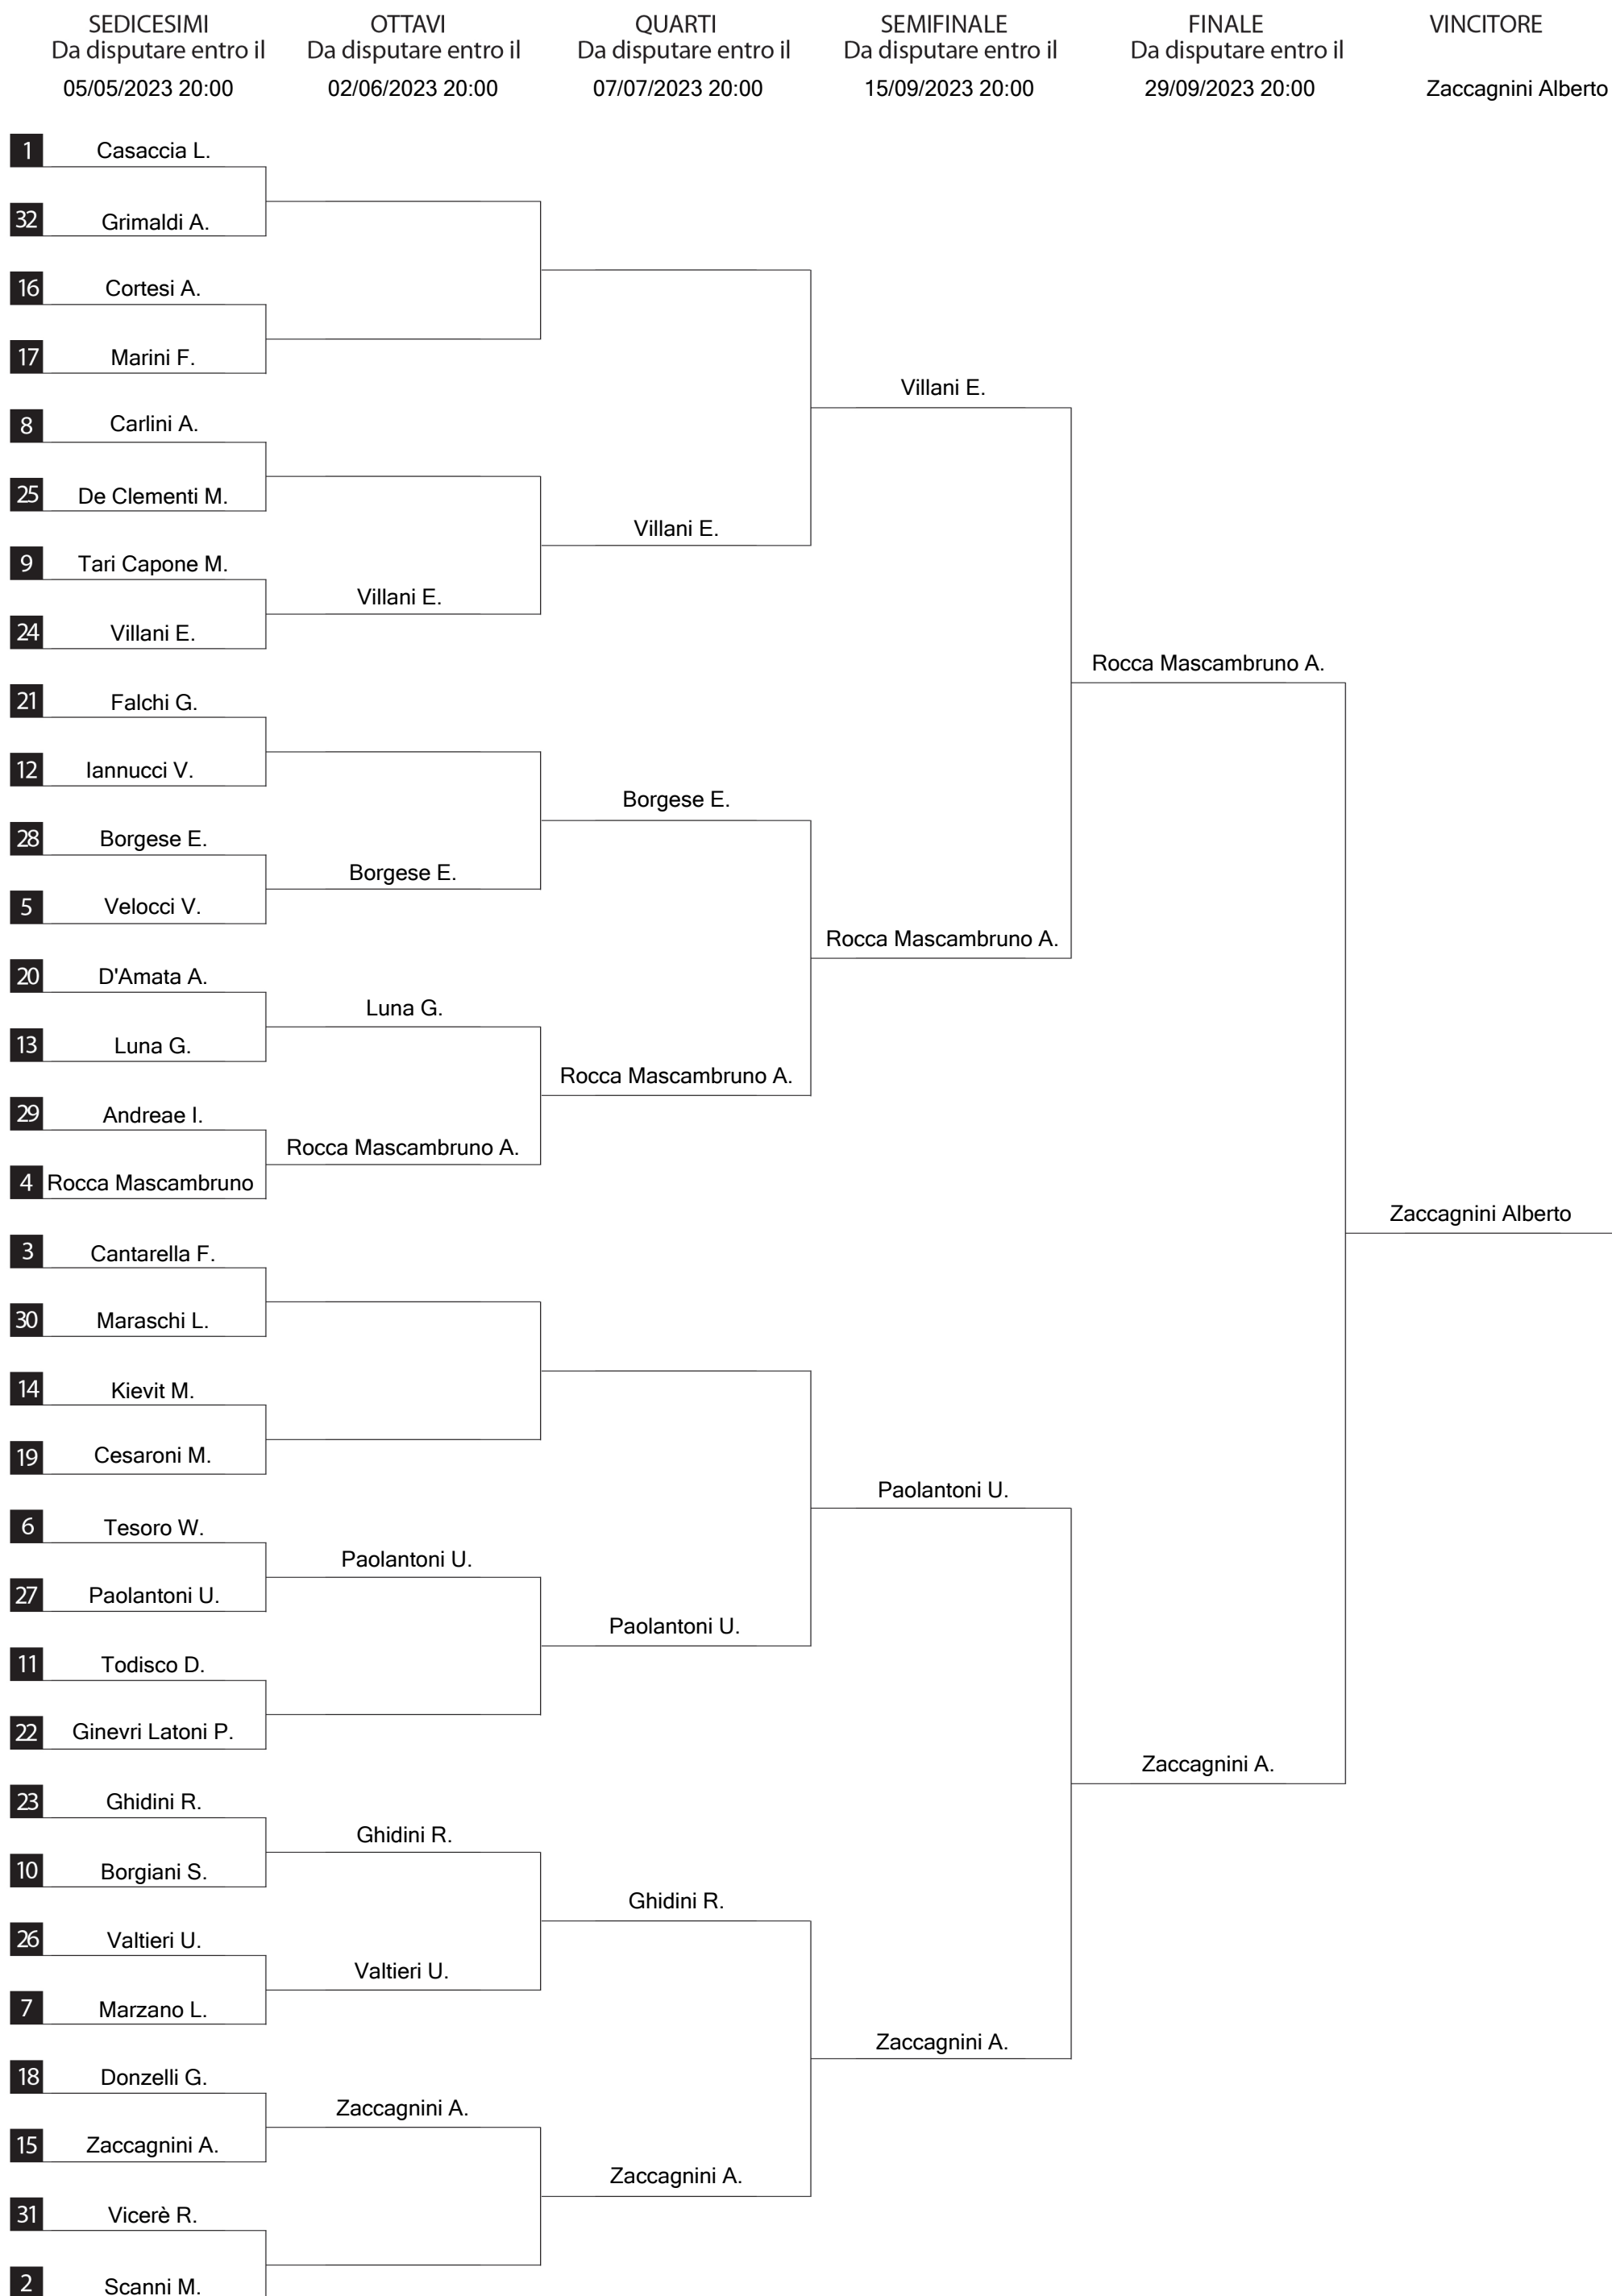 SEDICESIMI
Da disputare entro il
05/05/2023 20:00
OTTAVI
Da disputare entro il
02/06/2023 20:00
QUARTI
Da disputare entro il
07/07/2023 20:00
SEMIFINALE
Da disputare entro il
15/09/2023 20:00
FINALE
Da disputare entro il
29/09/2023 20:00
VINCITORE
Zaccagnini Alberto
1 Casaccia L.
32 Grimaldi A.
16 Cortesi A.
17 Marini F.
8 Carlini A.
25 De Clementi M.
9 Tari Capone M.
24 Villani E.
21 Falchi G.
12 Iannucci V.
28 Borgese E.
5 Velocci V.
20 D'Amata A.
13 Luna G.
29 Andreae I.
4 Rocca Mascambruno
3 Cantarella F.
30 Maraschi L.
14 Kievit M.
19 Cesaroni M.
6 Tesoro W.
27 Paolantoni U.
11 Todisco D.
22 Ginevri Latoni P.
23 Ghidini R.
10 Borgiani S.
26 Valtieri U.
7 Marzano L.
18 Donzelli G.
15 Zaccagnini A.
31 Vicerè R.
2 Scanni M.
Villani E.
Borgese E.
Luna G.
Rocca Mascambruno A.
Paolantoni U.
Ghidini R.
Valtieri U.
Zaccagnini A.
Villani E.
Borgese E.
Rocca Mascambruno A.
Paolantoni U.
Ghidini R.
Zaccagnini A.
Villani E.
Rocca Mascambruno A.
Paolantoni U.
Zaccagnini A.
Rocca Mascambruno A.
Zaccagnini A.
Zaccagnini Alberto